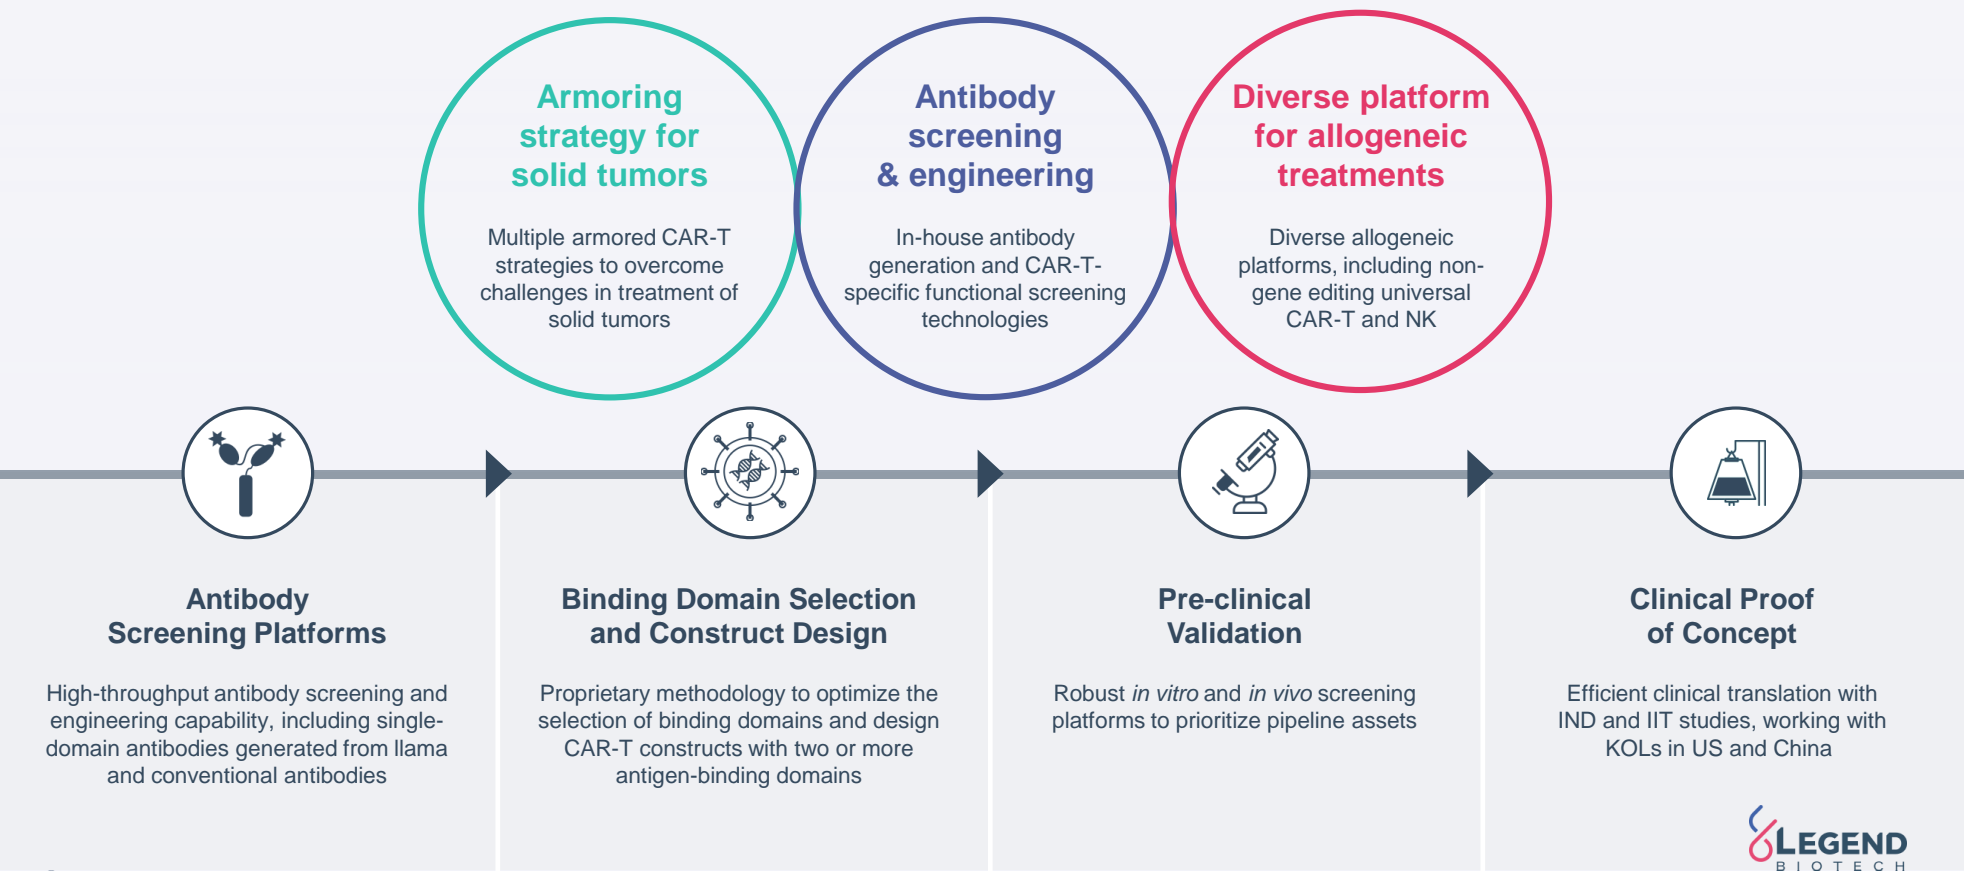 Armoring
strategy for
solid tumors
Multiple armored CAR-T
strategies to overcome
challenges in treatment of
solid tumors
Antibody
screening
& engineering
In-house antibody
generation and CAR-T-
specific functional screening
technologies
Diverse platform
for allogeneic
treatments
Diverse allogeneic
platforms, including non-
gene editing universal
CAR-T and NK
Antibody
Screening Platforms
High-throughput antibody screening and
engineering capability, including single-
domain antibodies generated from llama
and conventional antibodies
Binding Domain Selection
and Construct Design
Proprietary methodology to optimize the
selection of binding domains and design
CAR-T constructs with two or more
antigen-binding domains
Pre-clinical
Validation
Robust in vitro and in vivo screening
platforms to prioritize pipeline assets
Clinical Proof
of Concept
Efficient clinical translation with
IND and IIT studies, working with
KOLs in US and China
LEGEND
BIOTECH